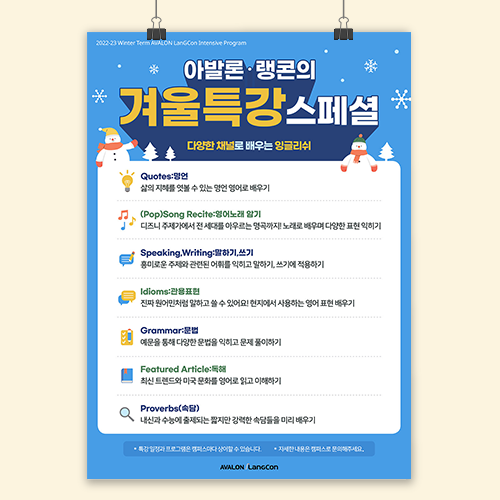 2022-23 Winter Term AVALON LangCon Intensive Program
아발론·랭콘의
겨울특강스페셜
다양한 채널로 배우는 잉글리쉬
Quotes:명언
삶의 지혜를 엿볼 수 있는 명언 영어로 배우기
(Pop)Song Recite:영어노래 암기
디즈니 주제가에서 전 세대를 아우르는 명곡까지! 노래로 배우며 다양한 표현 익히기
Speaking,Writing:말하기,쓰기
흥미로운 주제와 관련된 어휘를 익히고 말하기, 쓰기에 적용하기
Idioms:관용표현
진짜 원어민처럼 말하고 쓸 수 있어요! 현지에서 사용하는 영어 표현 배우기
Grammar:문법
예문을 통해 다양한 문법을 익히고 문제 풀이하기
Featured Article:독해
최신 트렌드와 미국 문화를 영어로 읽고 이해하기
Proverbs(속담)
내신과 수능에 출제되는 짧지만 강력한 속담들을 미리 배우기
• 특강 일정과 프로그램은 캠퍼스마다 상이할 수 있습니다. • 자세한 내용은 캠퍼스로 문의해주세요.
AVALON LangCon